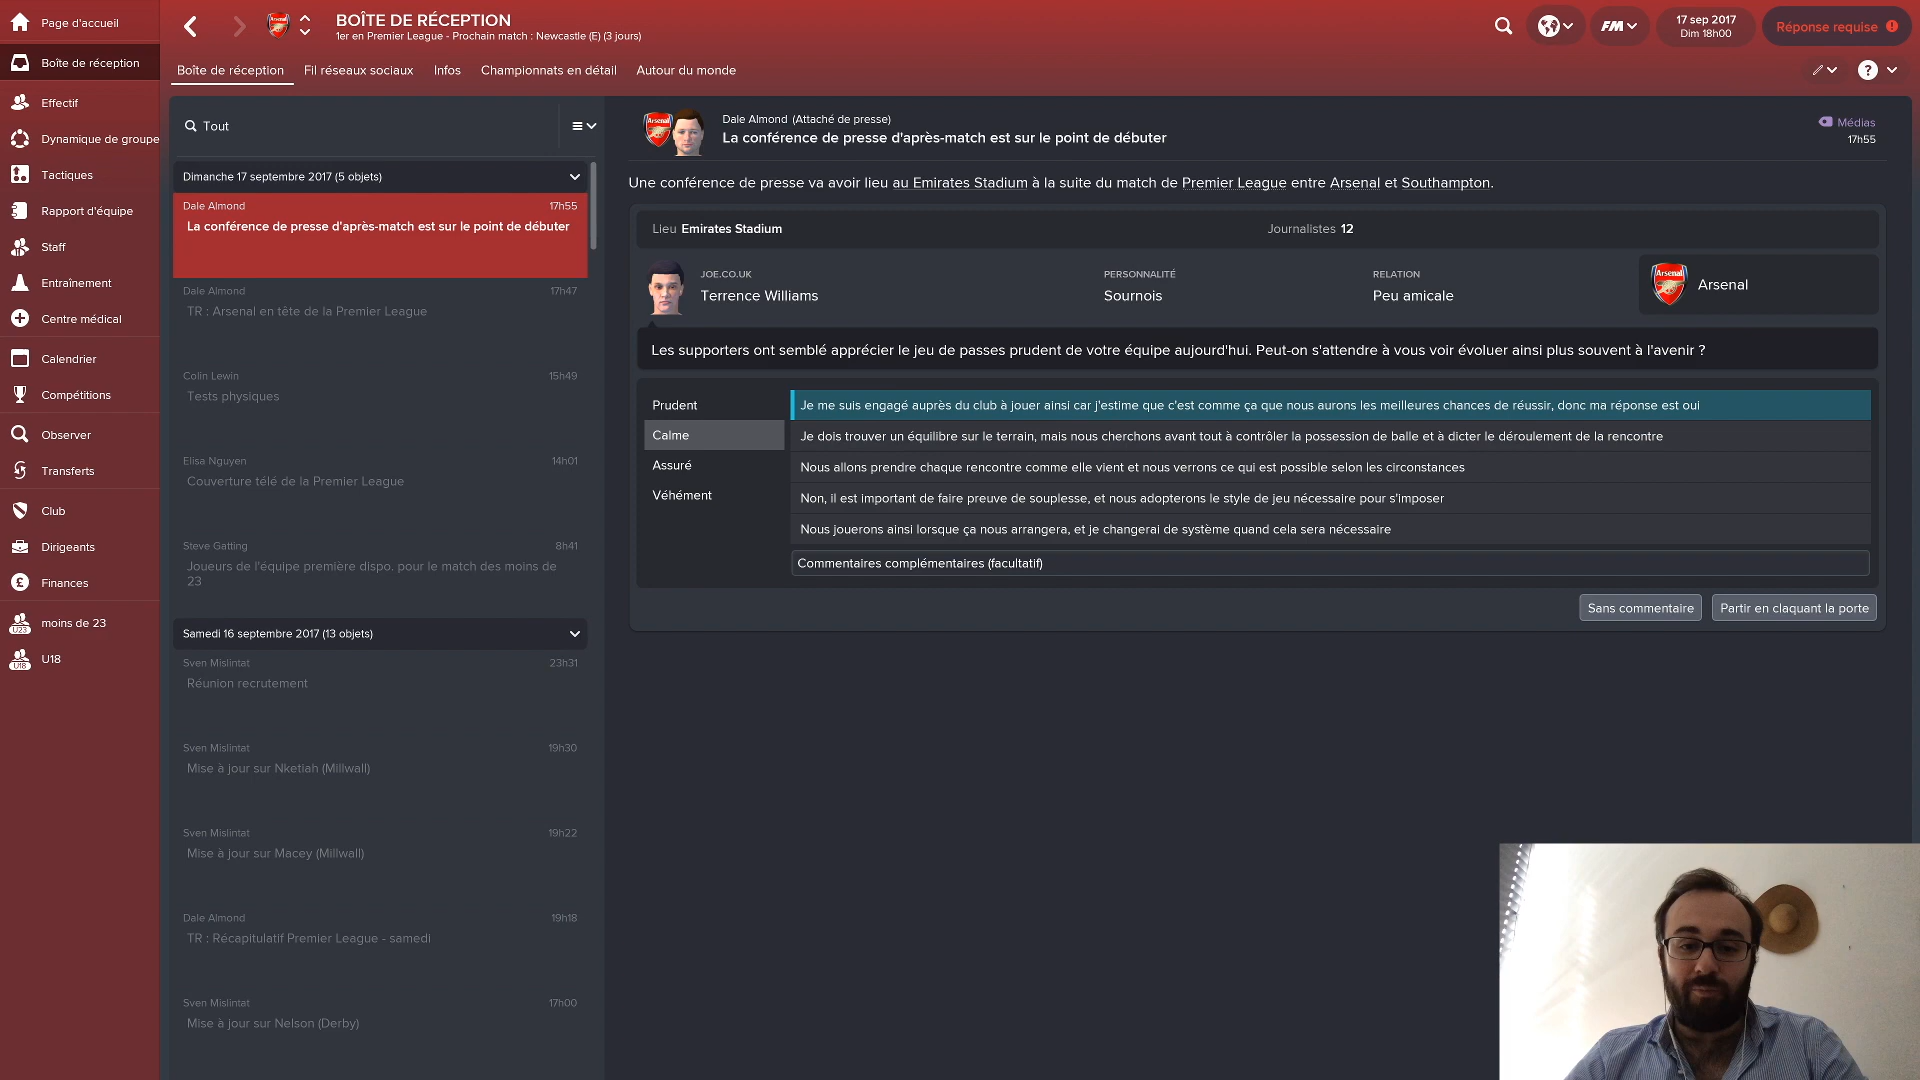 Page d'accueil
Boîte de réception
Effectif
Dynamique de groupe
Tactiques
Rapport d'équipe
Staff
Entraînement
Centre médical
Calendrier
Compétitions
Observer
Transferts
Club
Dirigeants
Finances
moins de 23
U18
BOÎTE DE RÉCEPTION
1er en Premier League - Prochain match : Newcastle (E) (3 jours)
FM
17 sep 2017
Dim 18h00
Réponse requise
Boîte de réception
Fil réseaux sociaux
Infos
Championnats en détail
Autour du monde
Tout
Dimanche 17 septembre 2017 (5 objets)
Dale Almond 17h55
La conférence de presse d'après-match est sur le point de débuter
Dale Almond 17h47
TR : Arsenal en tête de la Premier League
Colin Lewin 15h49
Tests physiques
Elisa Nguyen 14h01
Couverture télé de la Premier League
Steve Gatting 8h41
Joueurs de l'équipe première dispo. pour le match des moins de
23
Samedi 16 septembre 2017 (13 objets)
Sven Mislintat 23h31
Réunion recrutement
Sven Mislintat 19h30
Mise à jour sur Nketiah (Millwall)
Sven Mislintat 19h22
Mise à jour sur Macey (Millwall)
Dale Almond 19h18
TR : Récapitulatif Premier League - samedi
Sven Mislintat 17h00
Mise à jour sur Nelson (Derby)
Arsenal
Dale Almond (Attaché de presse)
La conférence de presse d'après-match est sur le point de débuter
Médias
17h55
Une conférence de presse va avoir lieu au Emirates Stadium à la suite du match de Premier League entre Arsenal et Southampton.
Lieu Emirates Stadium
Journalistes 12
JOE.CO.UK
Terrence Williams
PERSONNALITÉ
Sournois
RELATION
Peu amicale
Arsenal
Arsenal
Les supporters ont semblé apprécier le jeu de passes prudent de votre équipe aujourd'hui. Peut-on s'attendre à vous voir évoluer ainsi plus souvent à l'avenir ?
Prudent
Calme
Assuré
Véhément
Je me suis engagé auprès du club à jouer ainsi car j'estime que c'est comme ça que nous aurons les meilleures chances de réussir, donc ma réponse est oui
Je dois trouver un équilibre sur le terrain, mais nous cherchons avant tout à contrôler la possession de balle et à dicter le déroulement de la rencontre
Nous allons prendre chaque rencontre comme elle vient et nous verrons ce qui est possible selon les circonstances
Non, il est important de faire preuve de souplesse, et nous adopterons le style de jeu nécessaire pour s'imposer
Nous jouerons ainsi lorsque ça nous arrangera, et je changerai de système quand cela sera nécessaire
Commentaires complémentaires (facultatif)
Sans commentaire
Partir en claquant la porte